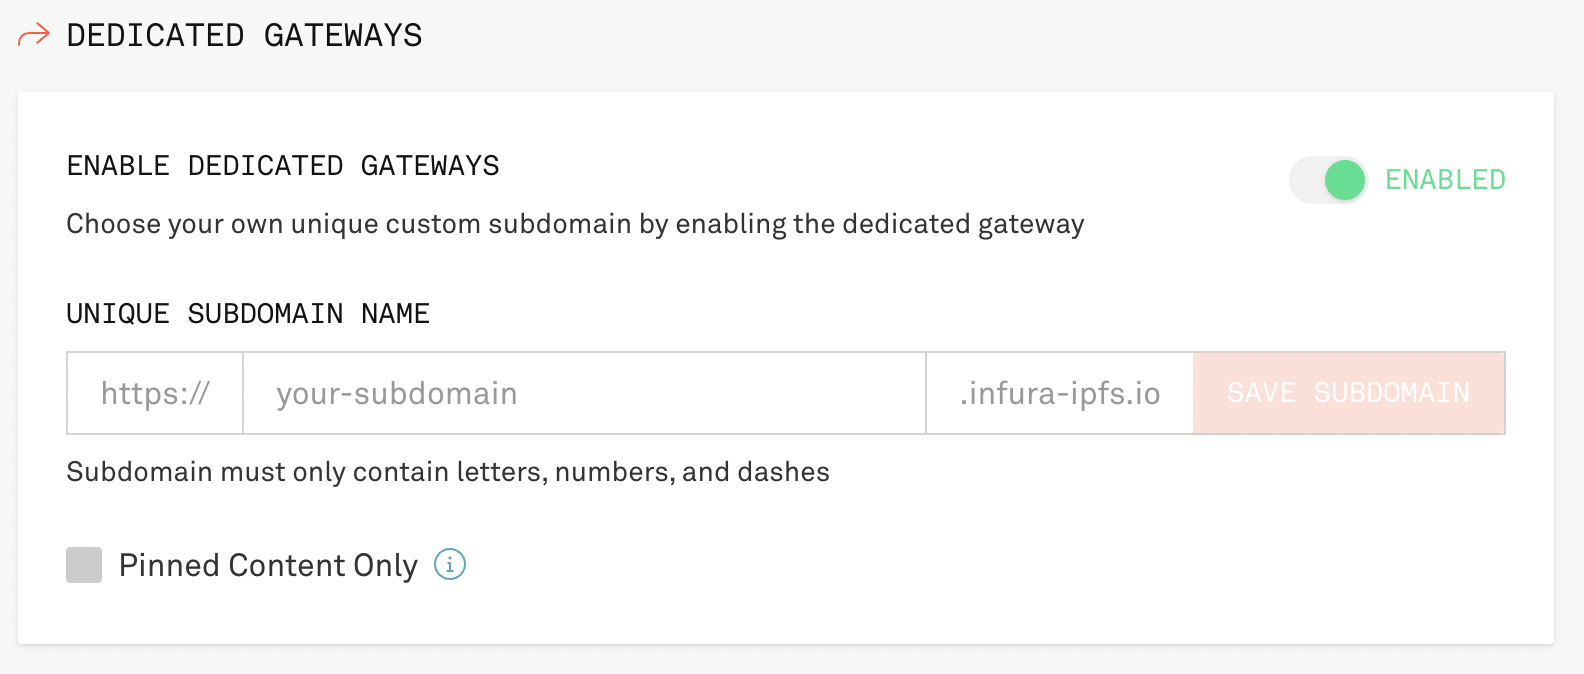 DEDICATED GATEWAYS
ENABLE DEDICATED GATEWAYS
ENABLED
Choose your own unique custom subdomain by enabling the dedicated gateway
UNIQUE SUBDOMAIN NAME
https:// your-subdomain .infura-ipfs.io SAVE SUBDOMAIN
Subdomain must only contain letters, numbers, and dashes
Pinned Content Only i